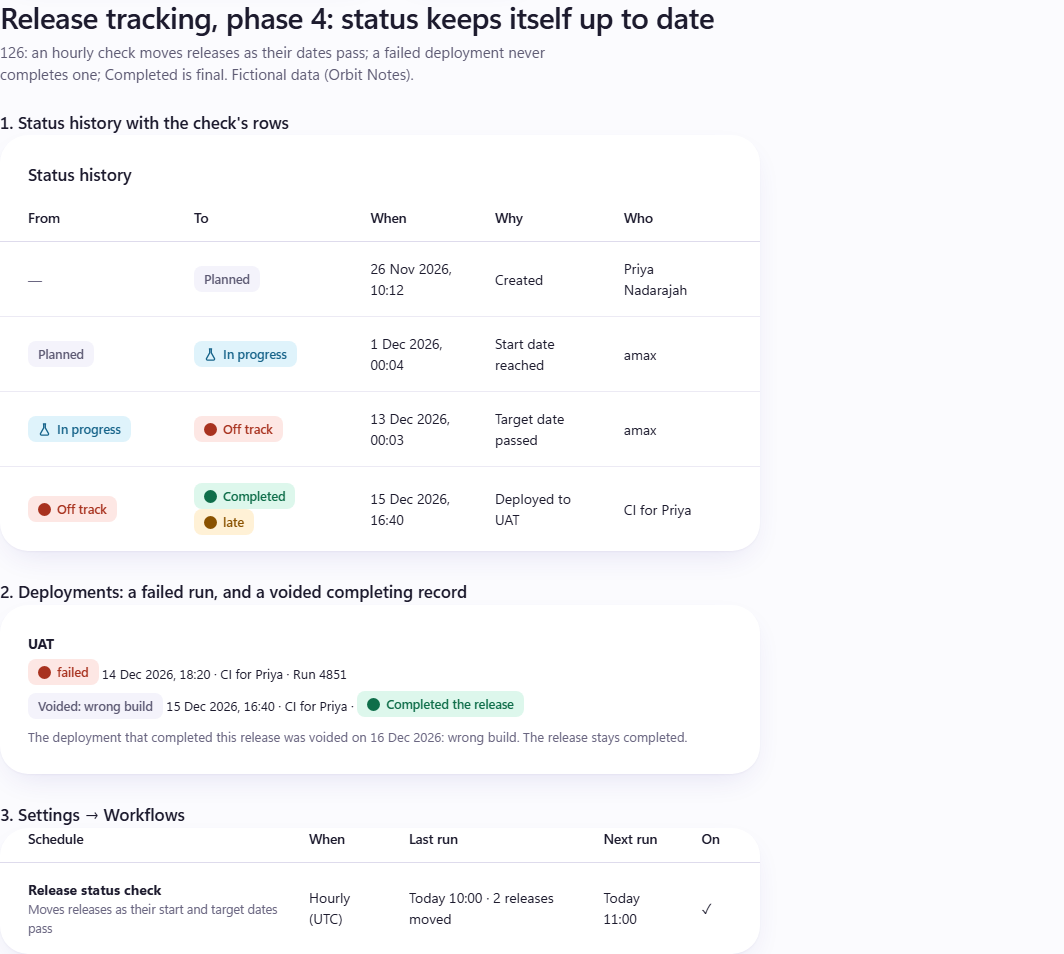 Release tracking, phase 4: status keeps itself up to date
126: an hourly check moves releases as their dates pass; a failed deployment never
completes one; Completed is final. Fictional data (Orbit Notes).
1. Status history with the check's rows
Status history
From To When Why Who
— Planned 26 Nov 2026, 10:12 Created Priya Nadarajah
Planned In progress 1 Dec 2026, 00:04 Start date reached amax
In progress Off track 13 Dec 2026, 00:03 Target date passed amax
Off track Completed late 15 Dec 2026, 16:40 Deployed to UAT CI for Priya
2. Deployments: a failed run, and a voided completing record
UAT
failed 14 Dec 2026, 18:20 · CI for Priya · Run 4851
Voided: wrong build 15 Dec 2026, 16:40 · CI for Priya · Completed the release
The deployment that completed this release was voided on 16 Dec 2026: wrong build. The release stays completed.
3. Settings → Workflows
Schedule When Last run Next run On
Release status check
Moves releases as their start and target dates
pass
Hourly (UTC) Today 10:00 · 2 releases moved Today 11:00 ✓